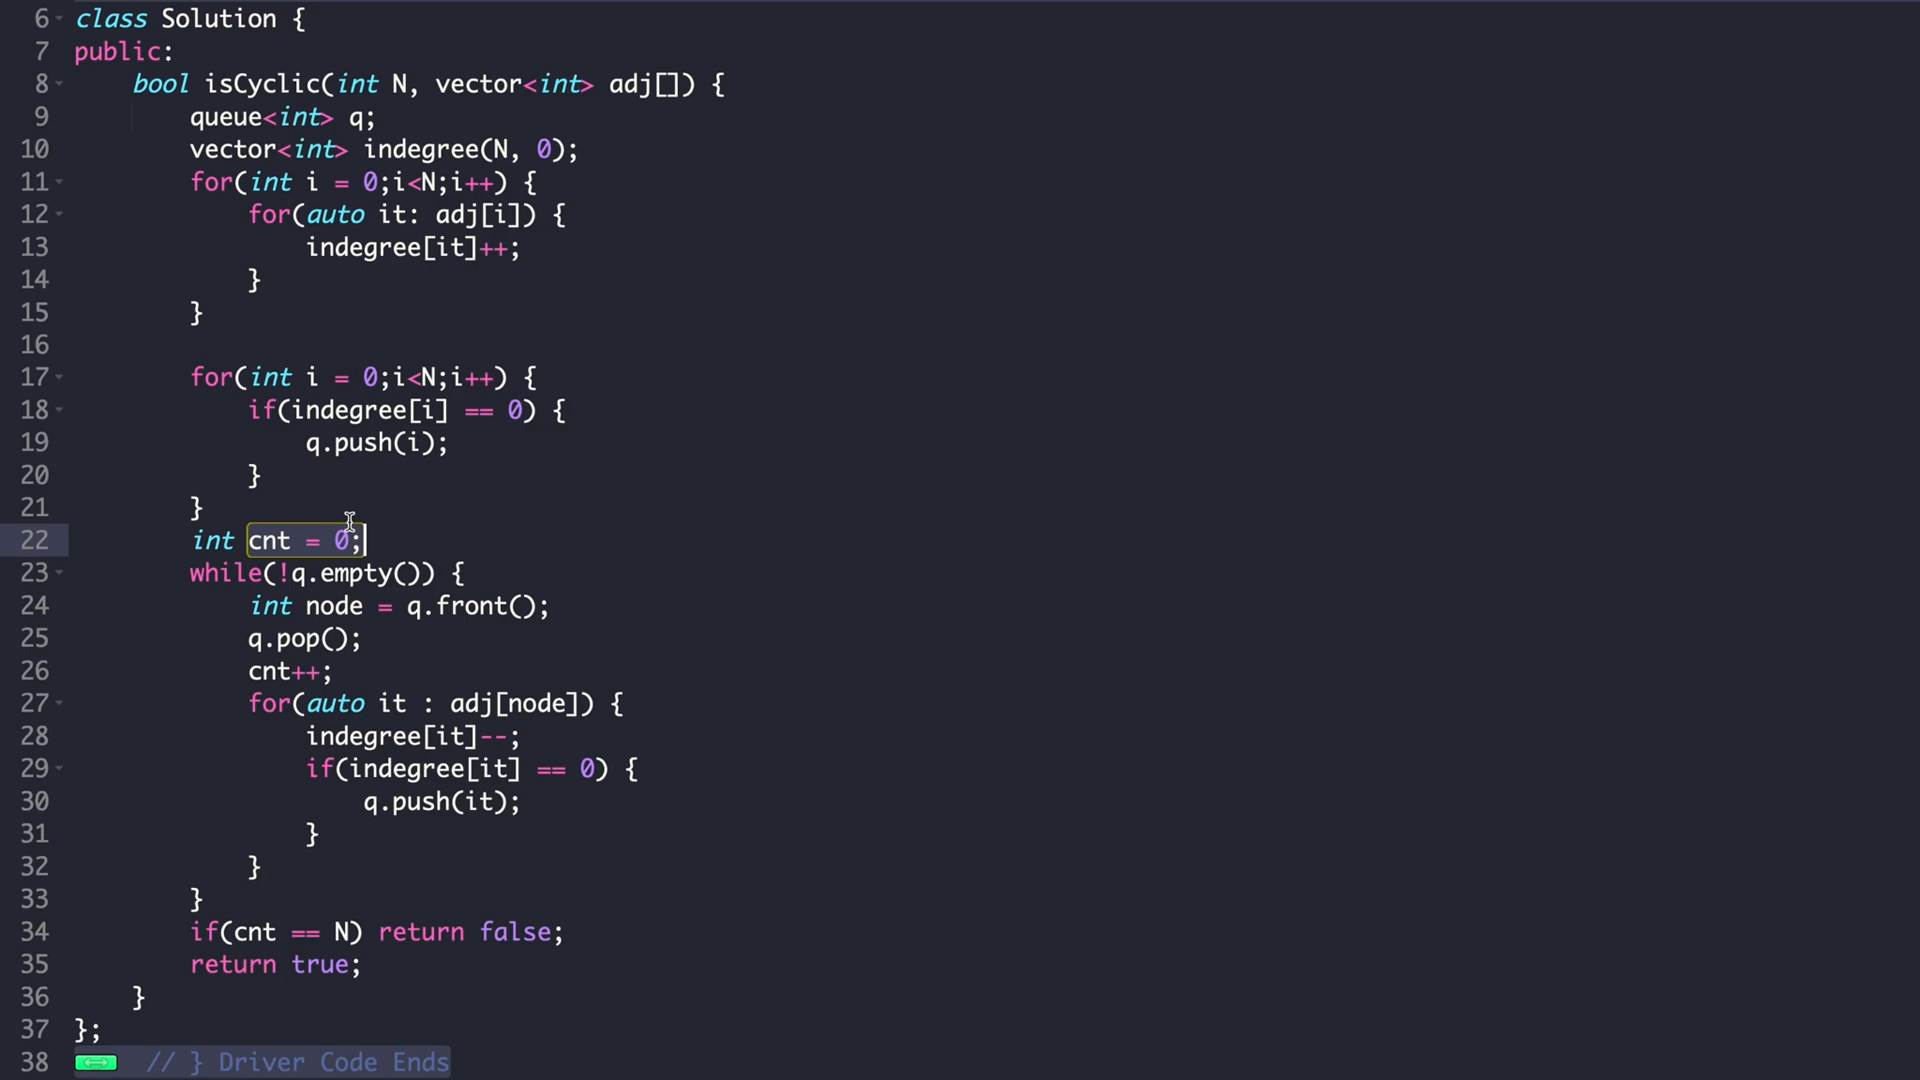 6 class Solution {
7 public:
8 bool isCyclic(int N, vector<int> adj[]) {
9 queue<int> q;
10 vector<int> indegree(N, 0);
11 for(int i = 0;i<N;i++) {
12 for(auto it: adj[i]) {
13 indegree[it]++;
14 }
15 }
16
17 for(int i = 0;i<N;i++) {
18 if(indegree[i] == 0) {
19 q.push(i);
20 }
21 }
22 int cnt = 0;
23 while(!q.empty()) {
24 int node = q.front();
25 q.pop();
26 cnt++;
27 for(auto it : adj[node]) {
28 indegree[it]--;
29 if(indegree[it] == 0) {
30 q.push(it);
31 }
32 }
33 }
34 if(cnt == N) return false;
35 return true;
36 }
37 };
38 // } Driver Code Ends